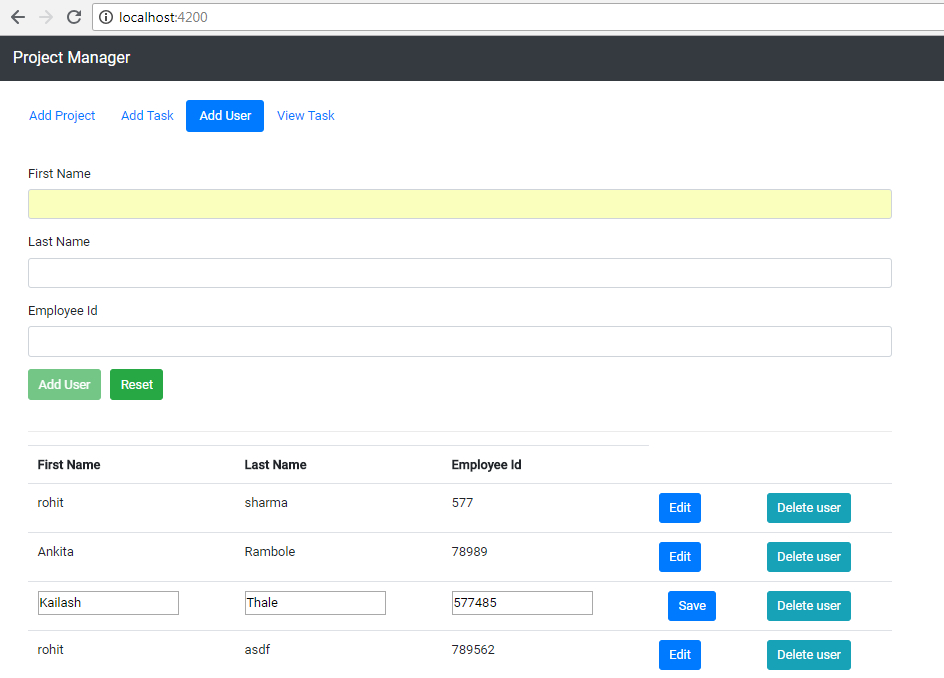 localhost:4200
Project Manager
Add Project Add Task Add User View Task
First Name
Last Name
Employee Id
Add User Reset
First Name Last Name Employee Id
rohit sharma 577 Edit Delete user
Ankita Rambole 78989 Edit Delete user
Kailash Thale 577485 Save Delete user
rohit asdf 789562 Edit Delete user